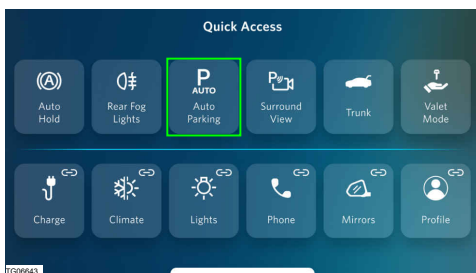 Quick Access
(A)
P
AUTO
P
Auto
Hold
Rear Fog
Lights
Auto
Parking
Surround
View
Trunk
Valet
Mode
Charge
Climate
Lights
Phone
Mirrors
Profile
TG06643